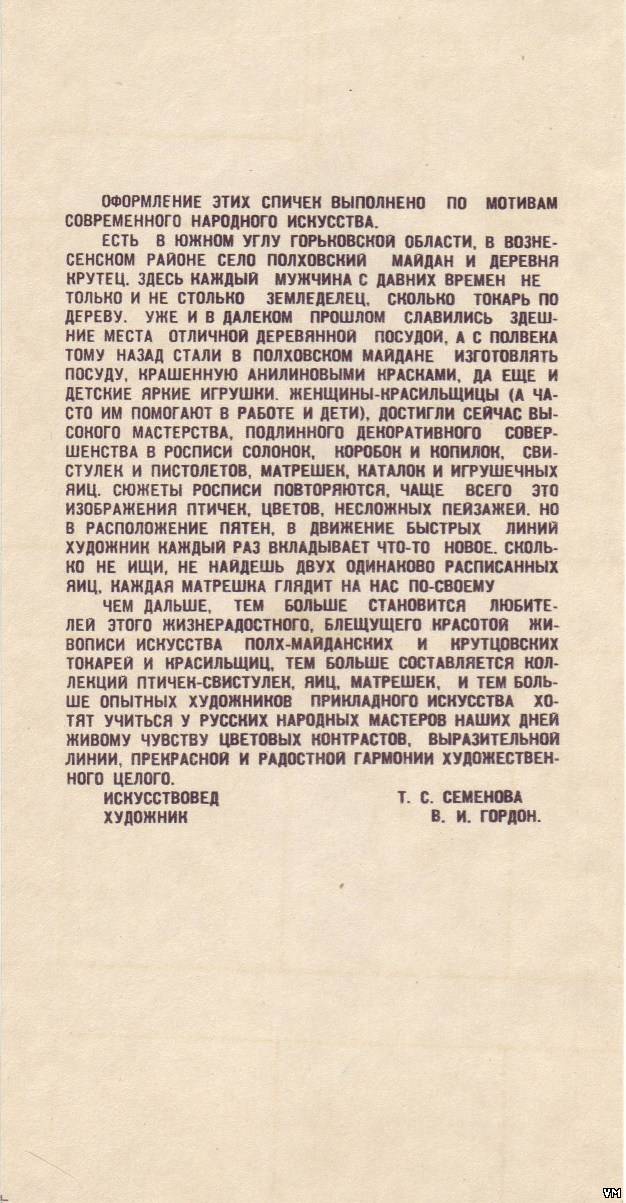 ОФОРМЛЕНИЕ ЭТИХ СПИЧЕК ВЫПОЛНЕНО ПО МОТИВАМ
СОВРЕМЕННОГО НАРОДНОГО ИСКУССТВА.
ЕСТЬ В ЮЖНОМ УГЛУ ГОРЬКОВСКОЙ ОБЛАСТИ, В ВОЗНЕ-
СЕНСКОМ РАЙОНЕ СЕЛО ПОЛХОВСКИЙ МАЙДАН И ДЕРЕВНЯ
КРУТЕЦ. ЗДЕСЬ КАЖДЫЙ МУЖЧИНА С ДАВНИХ ВРЕМЕН НЕ
ТОЛЬКО И НЕ СТОЛЬКО ЗЕМЛЕДЕЛЕЦ, СКОЛЬКО ТОКАРЬ ПО
ДЕРЕВУ. УЖЕ И В ДАЛЕКОМ ПРОШЛОМ СЛАВИЛИСЬ ЗДЕШ-
НИЕ МЕСТА ОТЛИЧНОЙ ДЕРЕВЯННОЙ ПОСУДОЙ, А С ПОЛВЕКА
ТОМУ НАЗАД СТАЛИ В ПОЛХОВСКОМ МАЙДАНЕ ИЗГОТОВЛЯТЬ
ПОСУДУ, КРАШЕННУЮ АНИЛИНОВЫМИ КРАСКАМИ, ДА ЕЩЕ И
ДЕТСКИЕ ЯРКИЕ ИГРУШКИ. ЖЕНЩИНЫ-КРАСИЛЬЩИЦЫ (А ЧА-
СТО ИМ ПОМОГАЮТ В РАБОТЕ И ДЕТИ), ДОСТИГЛИ СЕЙЧАС ВЫ-
СОКОГО МАСТЕРСТВА, ПОДЛИННОГО ДЕКОРАТИВНОГО СОВЕР-
ШЕНСТВА В РОСПИСИ СОЛОНОК, КОРОБОК И КОПИЛОК, СВИ-
СТУЛЕК И ПИСТОЛЕТОВ, МАТРЕШЕК, КАТАЛОК И ИГРУШЕЧНЫХ
ЯИЦ. СЮЖЕТЫ РОСПИСИ ПОВТОРЯЮТСЯ, ЧАЩЕ ВСЕГО ЭТО
ИЗОБРАЖЕНИЯ ПТИЧЕК, ЦВЕТОВ, НЕСЛОЖНЫХ ПЕЙЗАЖЕЙ. НО
В РАСПОЛОЖЕНИЕ ПЯТЕН, В ДВИЖЕНИЕ БЫСТРЫХ ЛИНИЙ
ХУДОЖНИК КАЖДЫЙ РАЗ ВКЛАДЫВАЕТ ЧТО-ТО НОВОЕ. СКОЛЬ-
КО НЕ ИЩИ, НЕ НАЙДЕШЬ ДВУХ ОДИНАКОВО РАСПИСАННЫХ
ЯИЦ, КАЖДАЯ МАТРЕШКА ГЛЯДИТ НА НАС ПО-СВОЕМУ
ЧЕМ ДАЛЬШЕ, ТЕМ БОЛЬШЕ СТАНОВИТСЯ ЛЮБИТЕ-
ЛЕЙ ЭТОГО ЖИЗНЕРАДОСТНОГО, БЛЕЩУЩЕГО КРАСОТОЙ ЖИ-
ВОПИСИ ИСКУССТВА ПОЛХ-МАЙДАНСКИХ И КРУТЦОВСКИХ
ТОКАРЕЙ И КРАСИЛЬЩИЦ, ТЕМ БОЛЬШЕ СОСТАВЛЯЕТСЯ КОЛ-
ЛЕКЦИЙ ПТИЧЕК-СВИСТУЛЕК, ЯИЦ, МАТРЕШЕК, И ТЕМ БОЛЬ-
ШЕ ОПЫТНЫХ ХУДОЖНИКОВ ПРИКЛАДНОГО ИСКУССТВА ХО-
ТЯТ УЧИТЬСЯ У РУССКИХ НАРОДНЫХ МАСТЕРОВ НАШИХ ДНЕЙ
ЖИВОМУ ЧУВСТВУ ЦВЕТОВЫХ КОНТРАСТОВ, ВЫРАЗИТЕЛЬНОЙ
ЛИНИИ, ПРЕКРАСНОЙ И РАДОСТНОЙ ГАРМОНИИ ХУДОЖЕСТВЕН-
НОГО ЦЕЛОГО.
ИСКУССТВОВЕД Т. С. СЕМЕНОВА
ХУДОЖНИК В. И. ГОРДОН.
VM